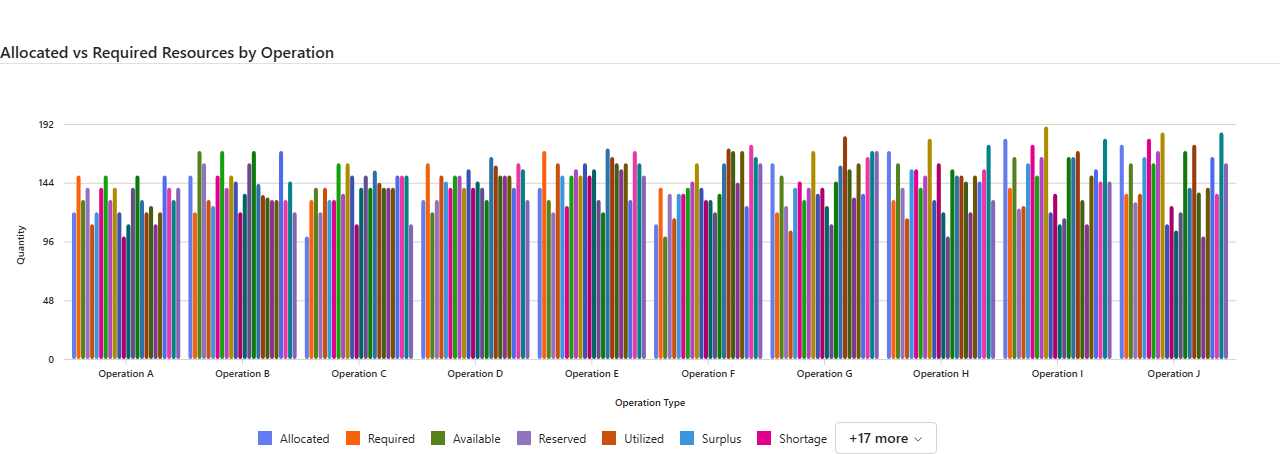 Allocated vs Required Resources by Operation
192
144
96
48
0
Quantity
Operation A
Operation B
Operation C
Operation D
Operation E
Operation F
Operation G
Operation H
Operation I
Operation J
Operation Type
Allocated
Required
Available
Reserved
Utilized
Surplus
Shortage
+17 more